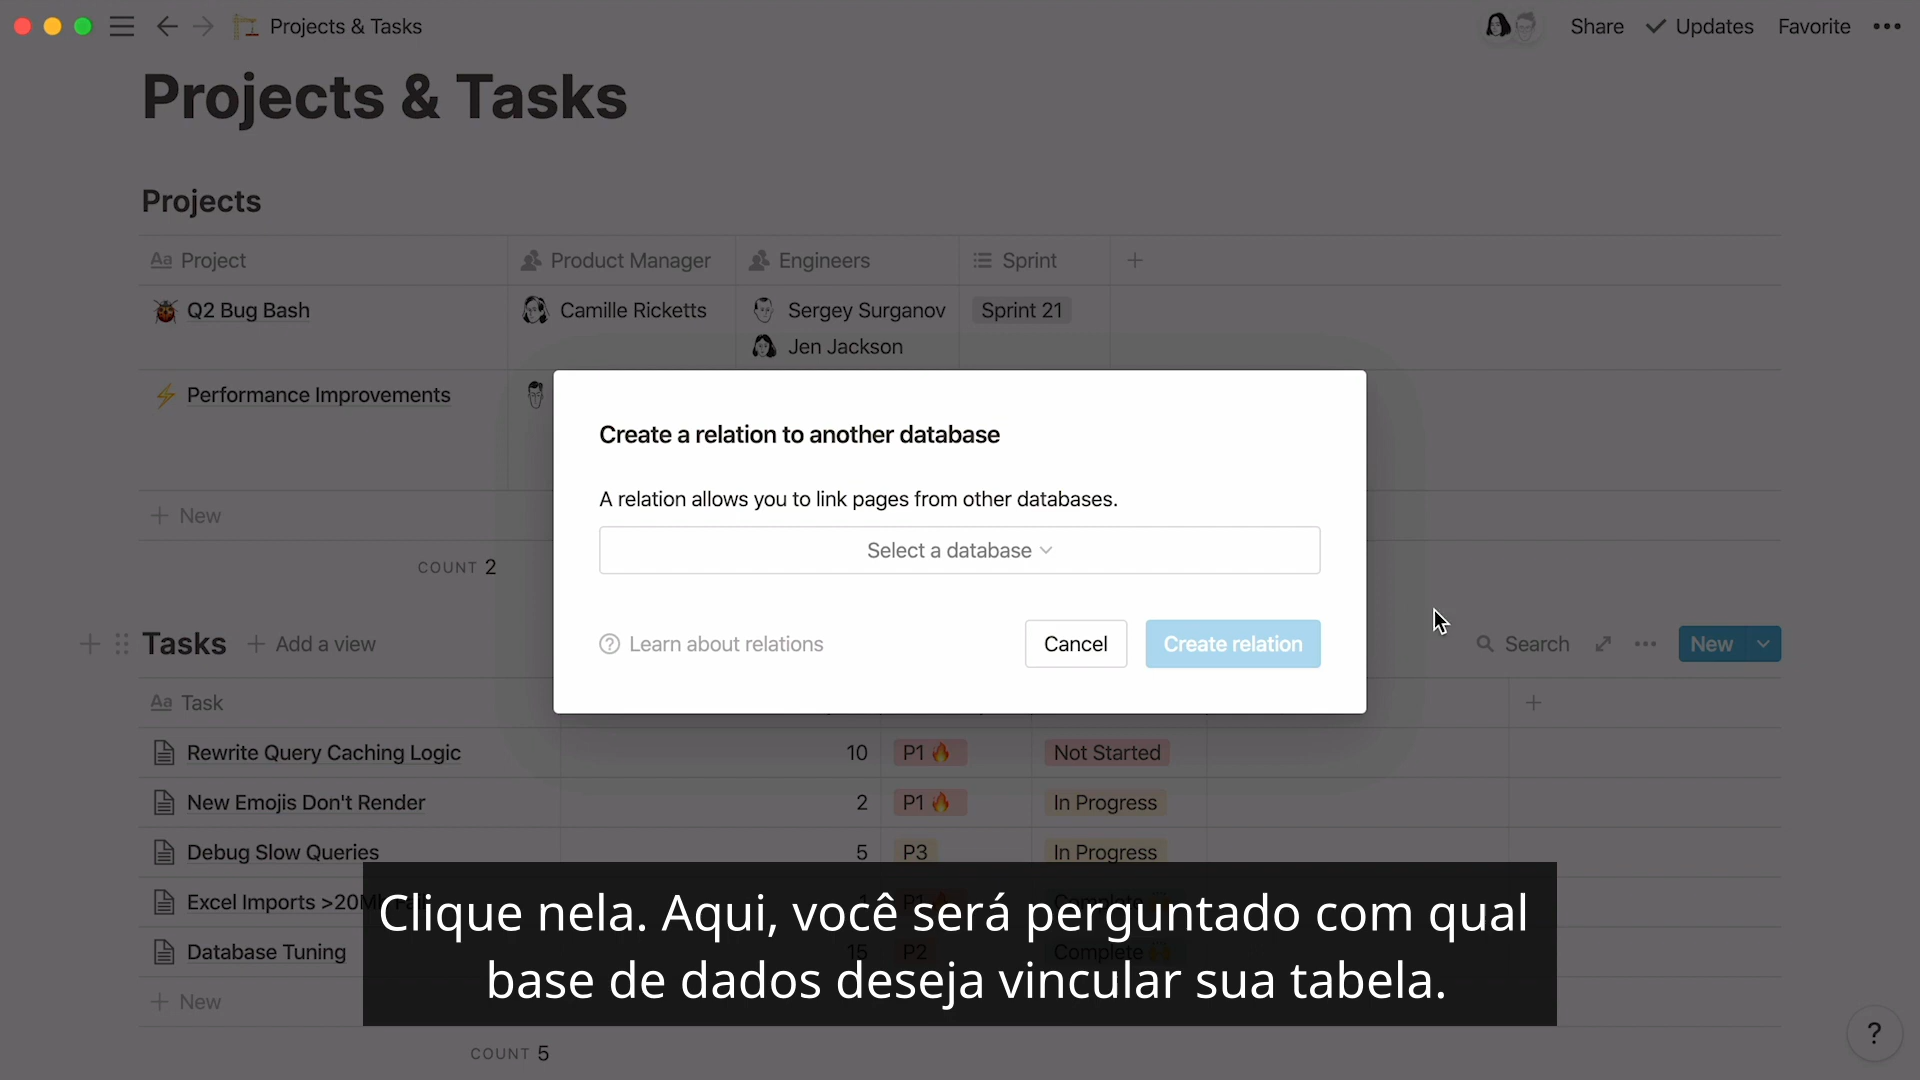 Projects & Tasks
Share
Updates
Favorite
Projects & Tasks
Projects
Aa Project
Product Manager
Engineers
Sprint
Q2 Bug Bash
Camille Ricketts
Sergey Surganov
Sprint 21
Jen Jackson
Performance Improvements
New
COUNT 2
Create a relation to another database
A relation allows you to link pages from other databases.
Select a database
Learn about relations
Cancel
Create relation
Tasks
Add a view
Search
New
Aa Task
Rewrite Query Caching Logic
10
P1
Not Started
New Emojis Don't Render
2
P1
In Progress
Debug Slow Queries
5
P3
In Progress
Excel Imports
Database Tuning
15
P2
Complete
New
COUNT 5
Clique nela. Aqui, você será perguntado com qual
base de dados deseja vincular sua tabela.
?